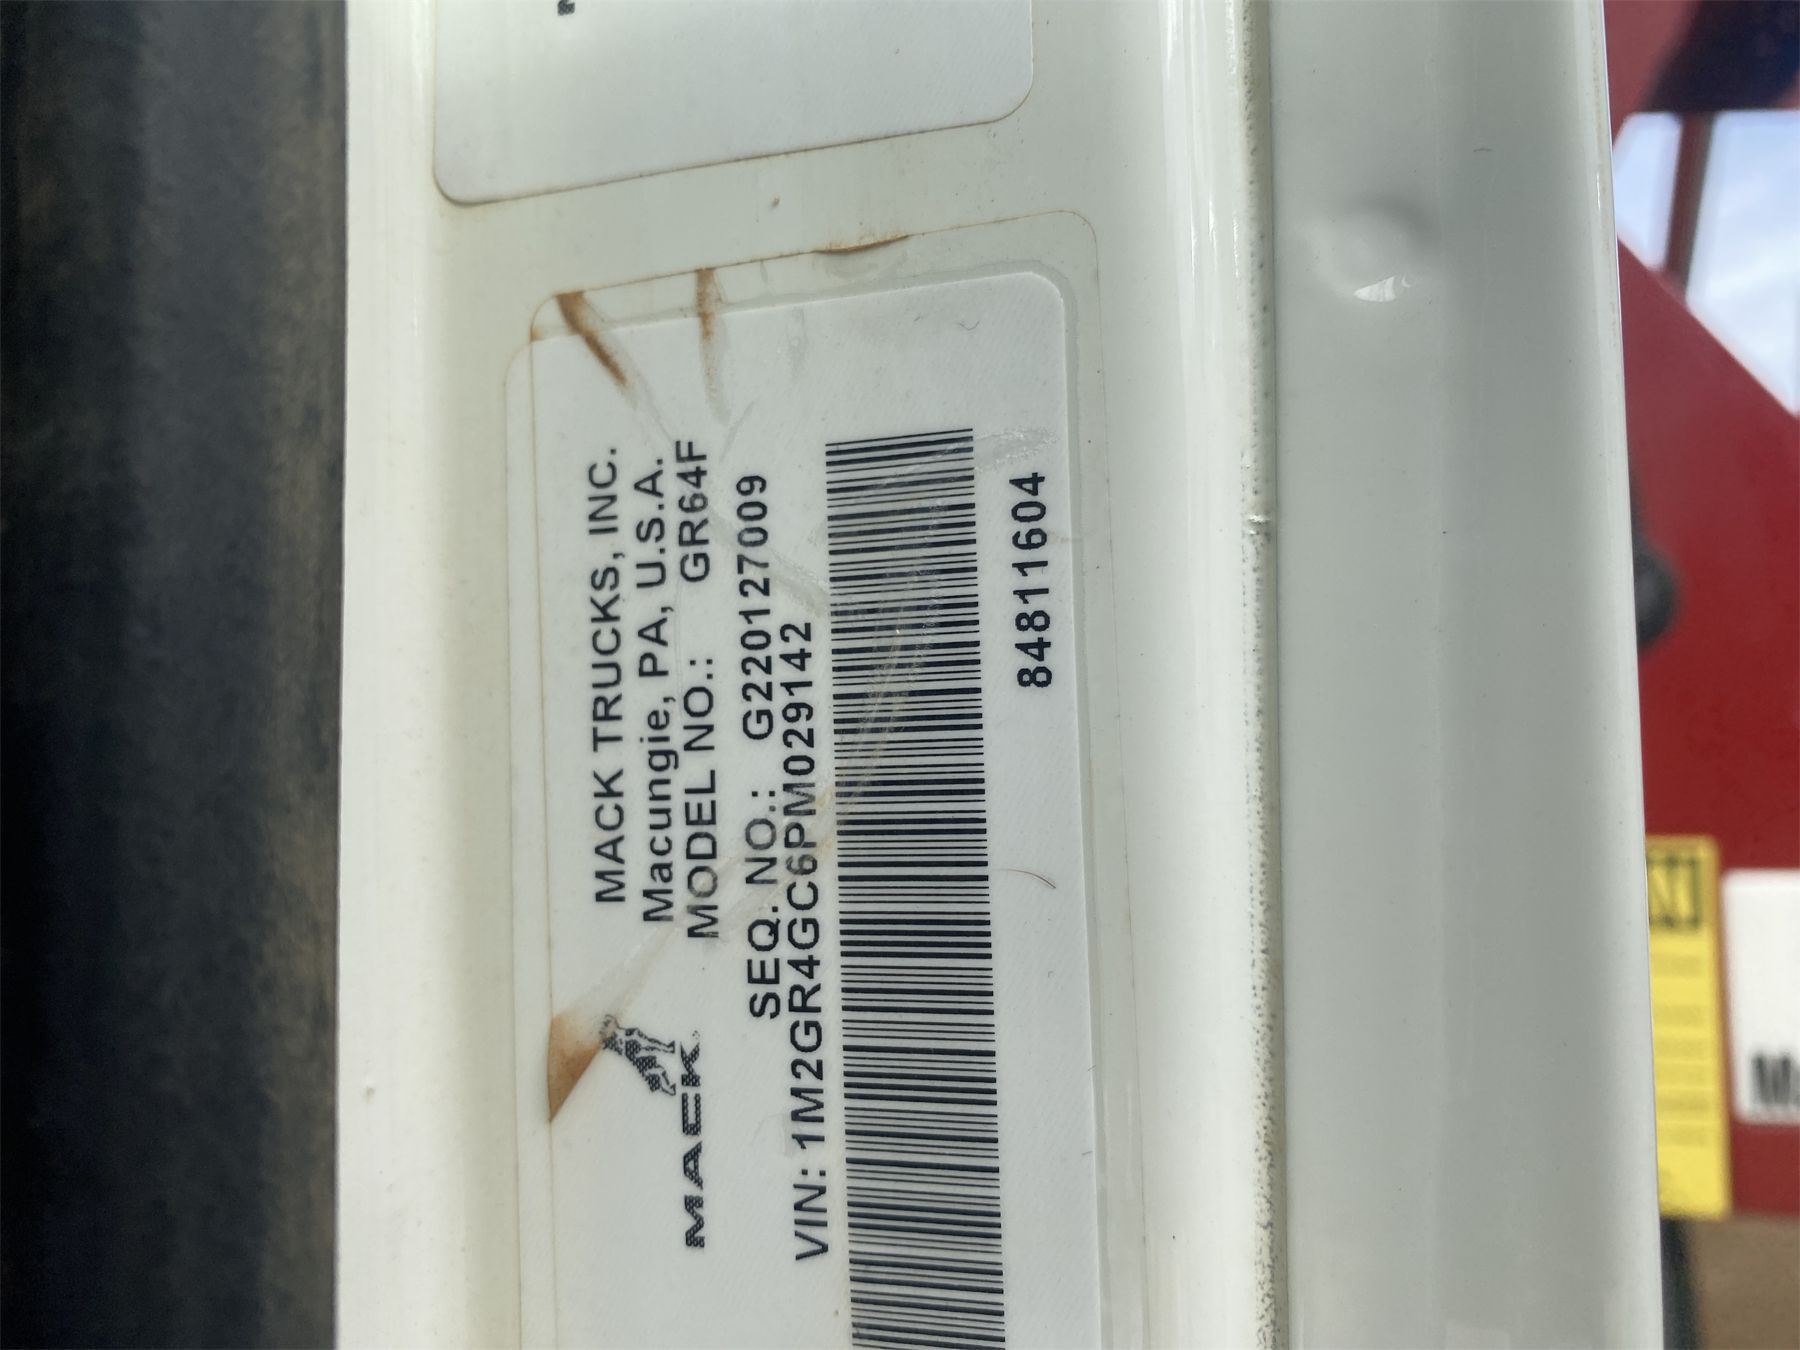 MACK TRUCKS, INC.
Macungie, PA, U.S.A.
MODEL NO.: GR64F
MACK
SEQ. NO.: G220127009
VIN: 1M2GR4GC6PM029142
84811604